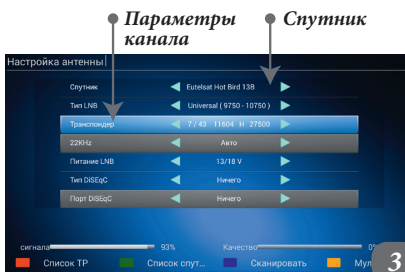 Параметры канала
Спутник
Настройка антенны
Спутник Eutelsat Hot Bird 13B
Тип LNB Universal ( 9750 - 10750 )
Транспондер 7 / 43 11604 H 27500
22KHz Авто
Питание LNB 13/18 V
Тип DiSEqC Ничего
Порт DiSEqC Ничего
сигнала 93% Качество 0%
Список TP Список спут... Сканировать Мул
3